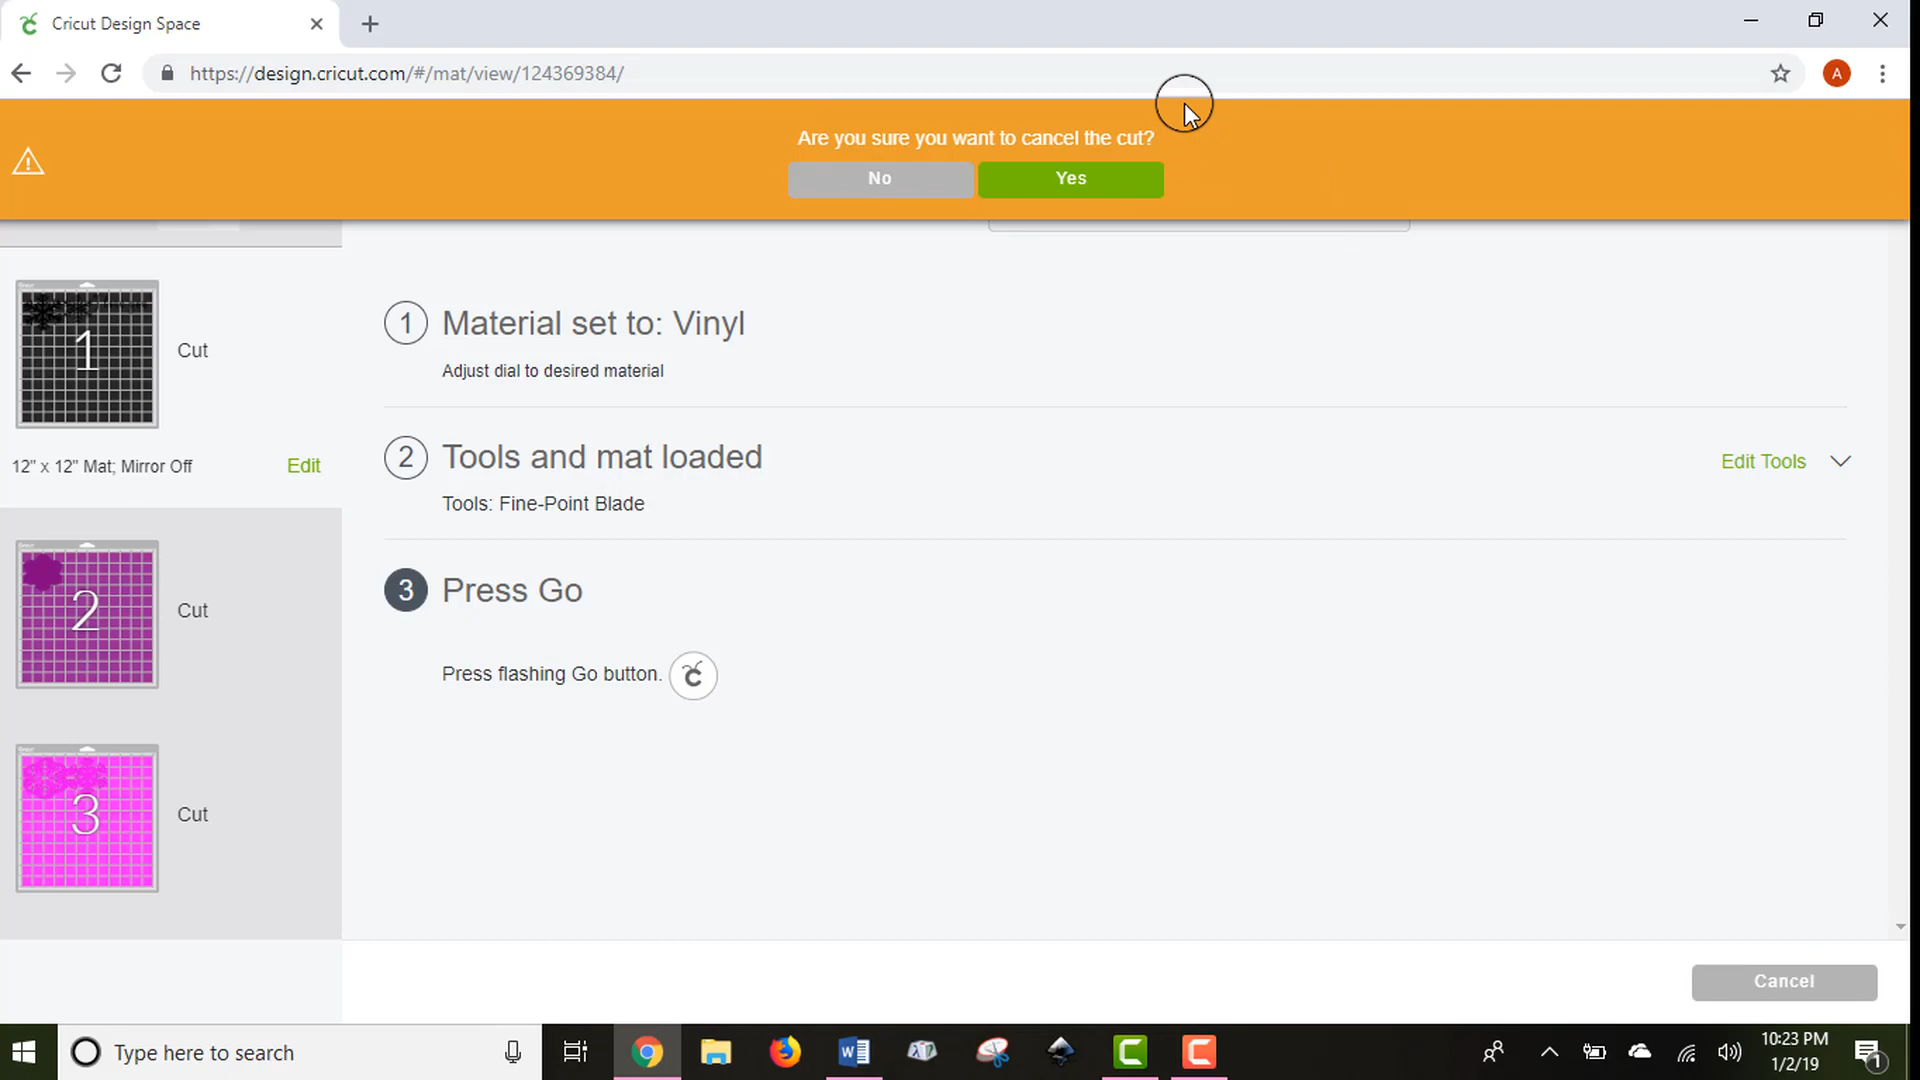 Cricut Design Space
https://design.cricut.com/#/mat/view/124369384/
A
Are you sure you want to cancel the cut?
No
Yes
1
Cut
12" x 12" Mat; Mirror Off
Edit
2
Cut
3
Cut
1
Material set to: Vinyl
Adjust dial to desired material
2
Tools and mat loaded
Edit Tools
Tools: Fine-Point Blade
3
Press Go
Press flashing Go button.
Cancel
Type here to search
10:23 PM
1/2/19
1